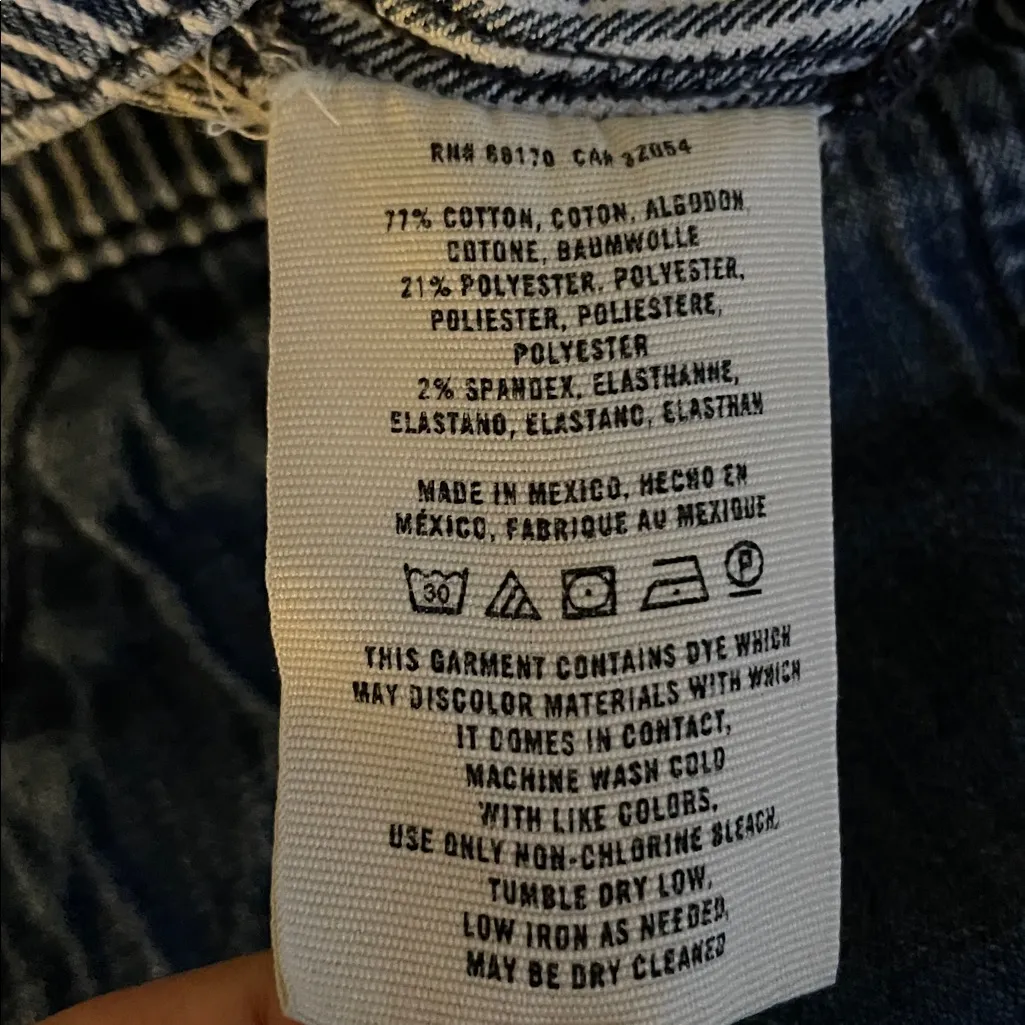 RN# 68170 CA# 32054
77% COTTON, COTON, ALGODON
COTONE, BAUMWOLLE
21% POLYESTER, POLYESTER,
POLIESTER, POLIESTERE,
POLYESTER
2% SPANDEX, ELASTHANNE,
ELASTANO, ELASTANO, ELASTHAN
MADE IN MEXICO, HECHO EN
MÉXICO, FABRIQUE AU MEXIQUE
30 P
THIS GARMENT CONTAINS DYE WHICH
MAY DISCOLOR MATERIALS WITH WHICH
IT COMES IN CONTACT,
MACHINE WASH COLD
WITH LIKE COLORS,
USE ONLY NON-CHLORINE BLEACH,
TUMBLE DRY LOW,
LOW IRON AS NEEDED,
MAY BE DRY CLEANED